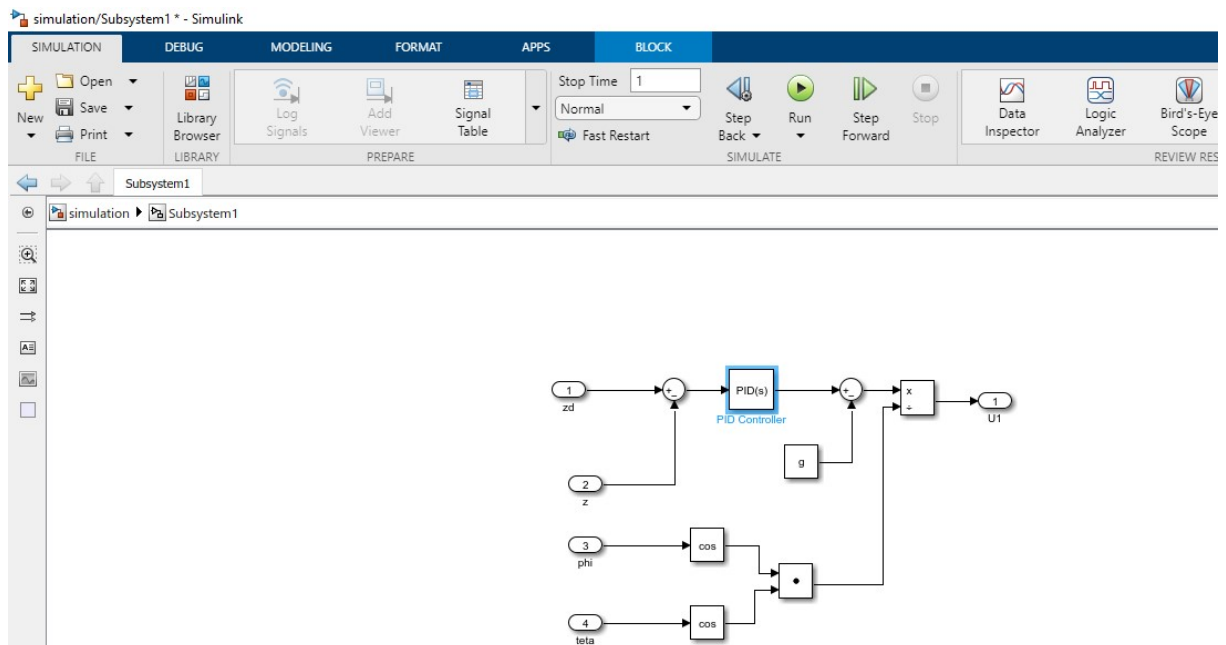 simulation/Subsystem1 * - Simulink
SIMULATION DEBUG MODELING FORMAT APPS BLOCK
New
Open
Save
Print
FILE
Library
Browser
LIBRARY
Log
Signals
Add
Viewer
Signal
Table
PREPARE
Stop Time 1
Normal
Fast Restart
Step
Back
Run
Step
Forward
Stop
SIMULATE
Data
Inspector
Logic
Analyzer
Bird's-Eye
Scope
REVIEW RES
Subsystem1
simulation Subsystem1
1
zd
+
-
PID(s)
PID Controller
+
-
x
÷
1
U1
g
2
z
3
phi
cos
4
teta
cos